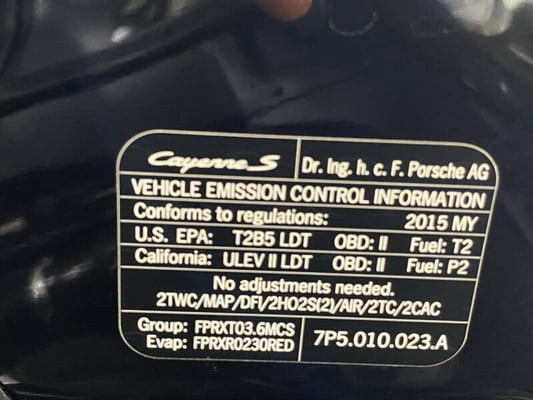 Cayenne S Dr. Ing. h. c. F. Porsche AG
VEHICLE EMISSION CONTROL INFORMATION
Conforms to regulations: 2015 MY
U.S. EPA: T2B5 LDT OBD: II Fuel: T2
California: ULEV II LDT OBD: II Fuel: P2
No adjustments needed.
2TWC/MAP/DFI/2HO2S(2)/AIR/2TC/2CAC
Group: FPRXT03.6MCS
Evap: FPRXR0230RED
7P5.010.023.A